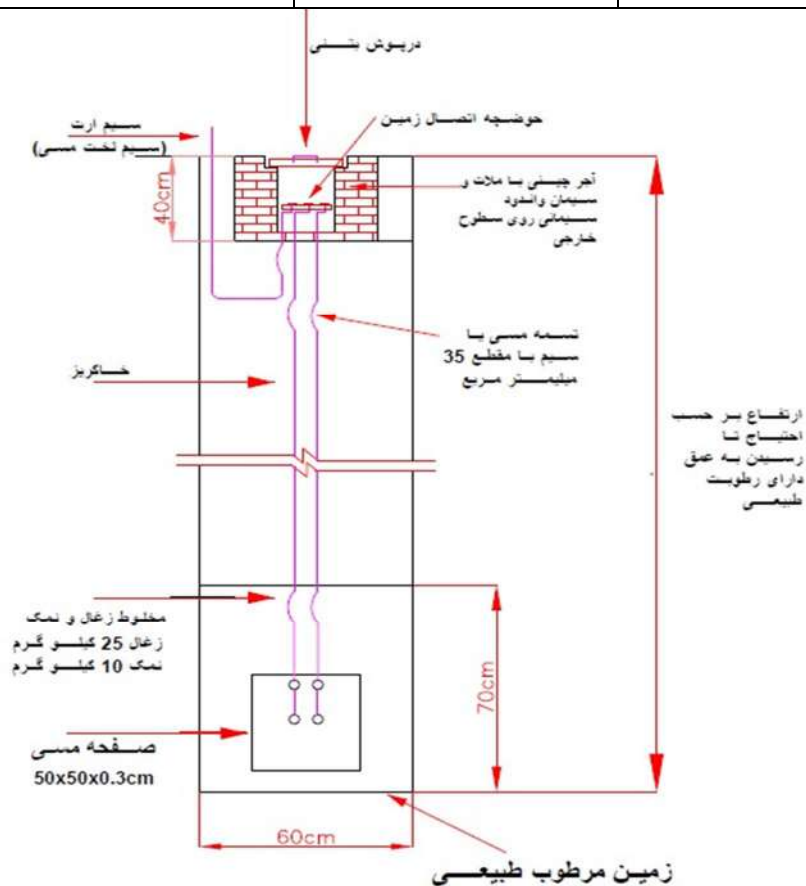 درپوش بتنی
سیم ارت
(سیم لخت مسی)
حوضچه اتصال زمین
40cm
آجر چینی با ملات و
سیمان واندود
سیمانی روی سطوح
خارجی
تسمه مسی یا
سیم با مقطع 35
میلیمتر مربع
خاکریز
ارتفاع بر حسب
احتیاج تا
رسیدن به عمق
دارای رطوبت
طبیعی
مخلوط زغال و نمک
زغال 25 کیلو گرم
نمک 10 کیلو گرم
70cm
صفحه مسی
50x50x0.3cm
60cm
زمین مرطوب طبیعی